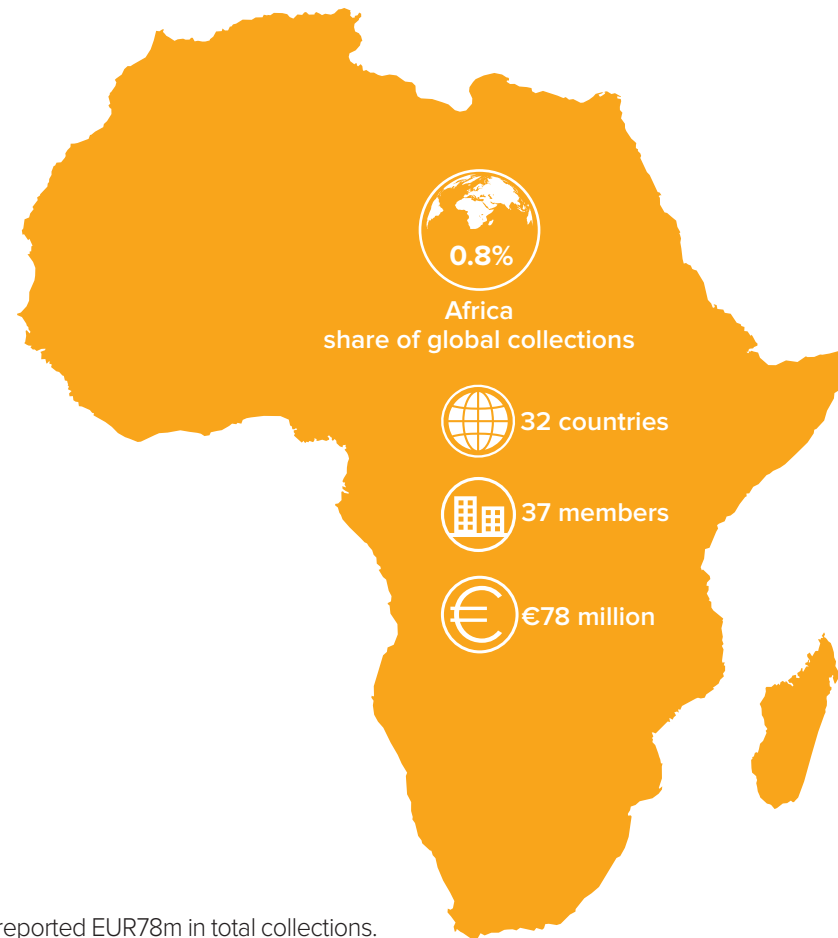 0.8%
Africa
share of global collections
32 countries
37 members
€78 million
reported EUR78m in total collections.